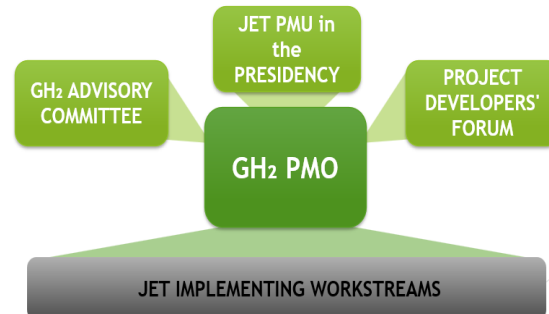 JET PMU in
the
PRESIDENCY
GH₂ ADVISORY
COMMITTEE
PROJECT
DEVELOPERS'
FORUM
GH₂ PMO
JET IMPLEMENTING WORKSTREAMS